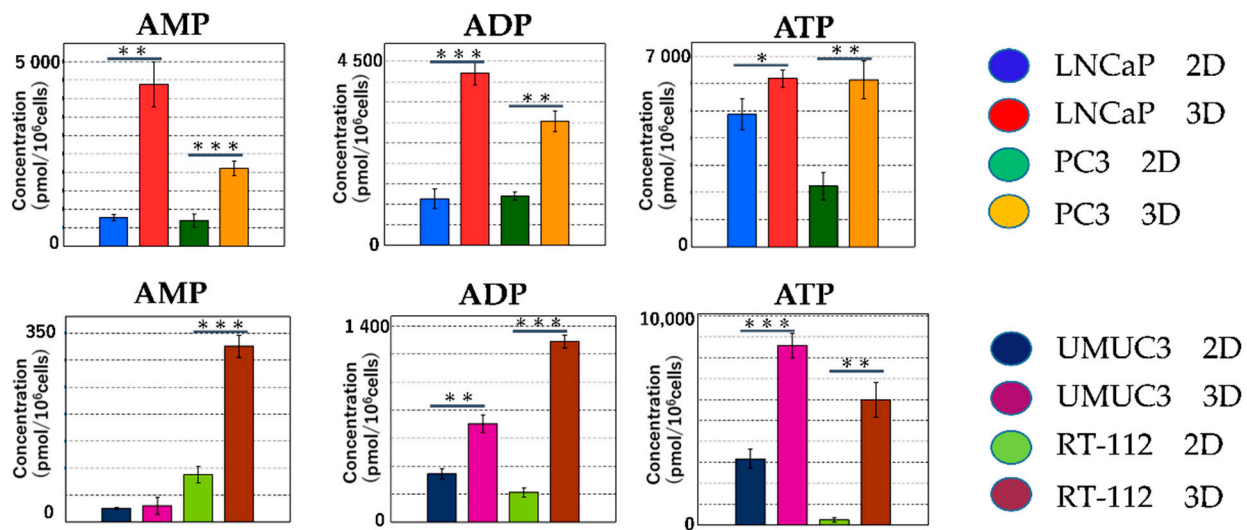 AMP
ADP
ATP
Concentration
(pmol/10⁶cells)
5 000
0
**
***
Concentration
(pmol/10⁶cells)
4 500
0
***
**
Concentration
(pmol/10⁶cells)
7 000
0
*
**
LNCaP 2D
LNCaP 3D
PC3 2D
PC3 3D
AMP
ADP
ATP
Concentration
(pmol/10⁶cells)
350
0
***
Concentration
(pmol/10⁶cells)
1 400
0
**
***
Concentration
(pmol/10⁶cells)
10,000
0
***
**
UMUC3 2D
UMUC3 3D
RT-112 2D
RT-112 3D